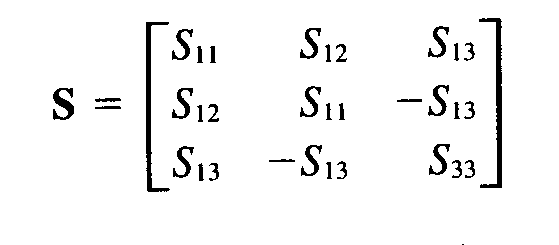 S₁₁ S₁₂ S₁₃
S = S₁₂ S₁₁ −S₁₃
S₁₃ −S₁₃ S₃₃